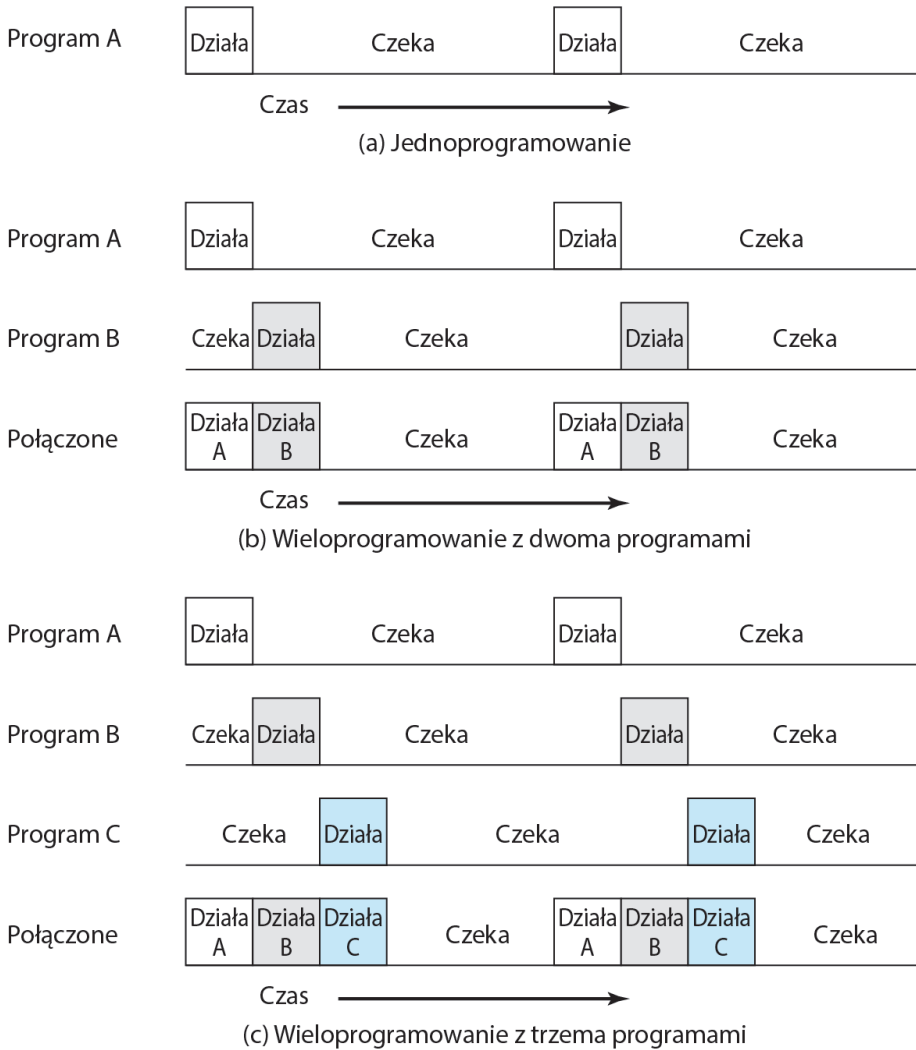 Program A Działa Czeka Działa Czeka
Czas
(a) Jednoprogramowanie
Program A Działa Czeka Działa Czeka
Program B Czeka Działa Czeka Działa Czeka
Połączone Działa A Działa B Czeka Działa A Działa B Czeka
Czas
(b) Wieloprogramowanie z dwoma programami
Program A Działa Czeka Działa Czeka
Program B Czeka Działa Czeka Działa Czeka
Program C Czeka Działa Czeka Działa Czeka
Połączone Działa A Działa B Działa C Czeka Działa A Działa B Działa C Czeka
Czas
(c) Wieloprogramowanie z trzema programami